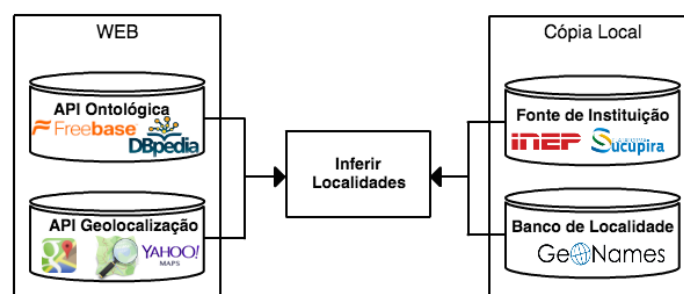 WEB
API Ontológica
Freebase
DBpedia
API Geolocalização
YAHOO!
MAPS
Inferir
Localidades
Cópia Local
Fonte de Instituição
INEP
Sucupira
Banco de Localidade
GeoNames